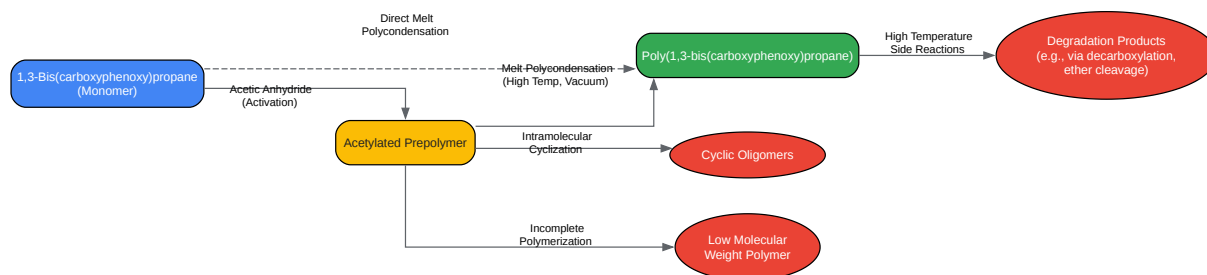 Direct Melt
Polycondensation
1,3-Bis(carboxyphenoxy)propane
(Monomer)
Acetic Anhydride
(Activation)
Acetylated Prepolymer
Melt Polycondensation
(High Temp, Vacuum)
Poly(1,3-bis(carboxyphenoxy)propane)
High Temperature
Side Reactions
Degradation Products
(e.g., via decarboxylation,
ether cleavage)
Intramolecular
Cyclization
Cyclic Oligomers
Incomplete
Polymerization
Low Molecular
Weight Polymer